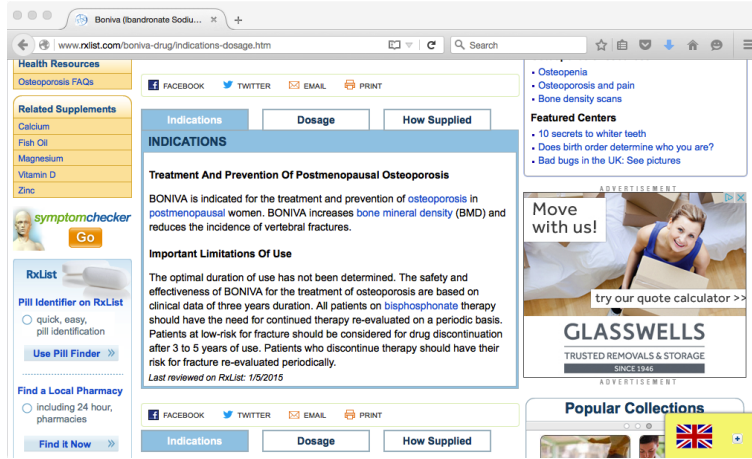 Boniva (Ibandronate Sodiu...
www.rxlist.com/boniva-drug/indications-dosage.htm
Search
Health Resources
Osteoporosis FAQs
Related Supplements
Calcium
Fish Oil
Magnesium
Vitamin D
Zinc
symptomchecker
Go
RxList
Pill Identifier on RxList
quick, easy,
pill identification
Use Pill Finder »
Find a Local Pharmacy
including 24 hour,
pharmacies
Find it Now »
FACEBOOK TWITTER EMAIL PRINT
Indications Dosage How Supplied
INDICATIONS
Treatment And Prevention Of Postmenopausal Osteoporosis
BONIVA is indicated for the treatment and prevention of osteoporosis in
postmenopausal women. BONIVA increases bone mineral density (BMD) and
reduces the incidence of vertebral fractures.
Important Limitations Of Use
The optimal duration of use has not been determined. The safety and
effectiveness of BONIVA for the treatment of osteoporosis are based on
clinical data of three years duration. All patients on bisphosphonate therapy
should have the need for continued therapy re-evaluated on a periodic basis.
Patients at low-risk for fracture should be considered for drug discontinuation
after 3 to 5 years of use. Patients who discontinue therapy should have their
risk for fracture re-evaluated periodically.
Last reviewed on RxList: 1/5/2015
FACEBOOK TWITTER EMAIL PRINT
Indications Dosage How Supplied
Osteopenia
Osteoporosis and pain
Bone density scans
Featured Centers
10 secrets to whiter teeth
Does birth order determine who you are?
Bad bugs in the UK: See pictures
ADVERTISEMENT
Move
with us!
try our quote calculator >>
GLASSWELLS
TRUSTED REMOVALS & STORAGE
SINCE 1946
ADVERTISEMENT
Popular Collections